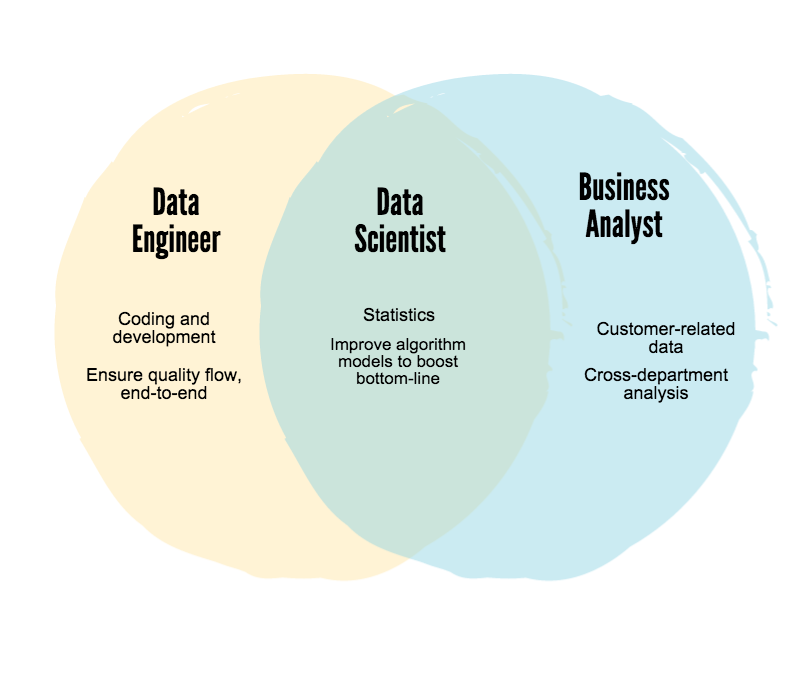 Data
Engineer
Coding and
development
Ensure quality flow,
end-to-end
Data
Scientist
Statistics
Improve algorithm
models to boost
bottom-line
Business
Analyst
Customer-related
data
Cross-department
analysis